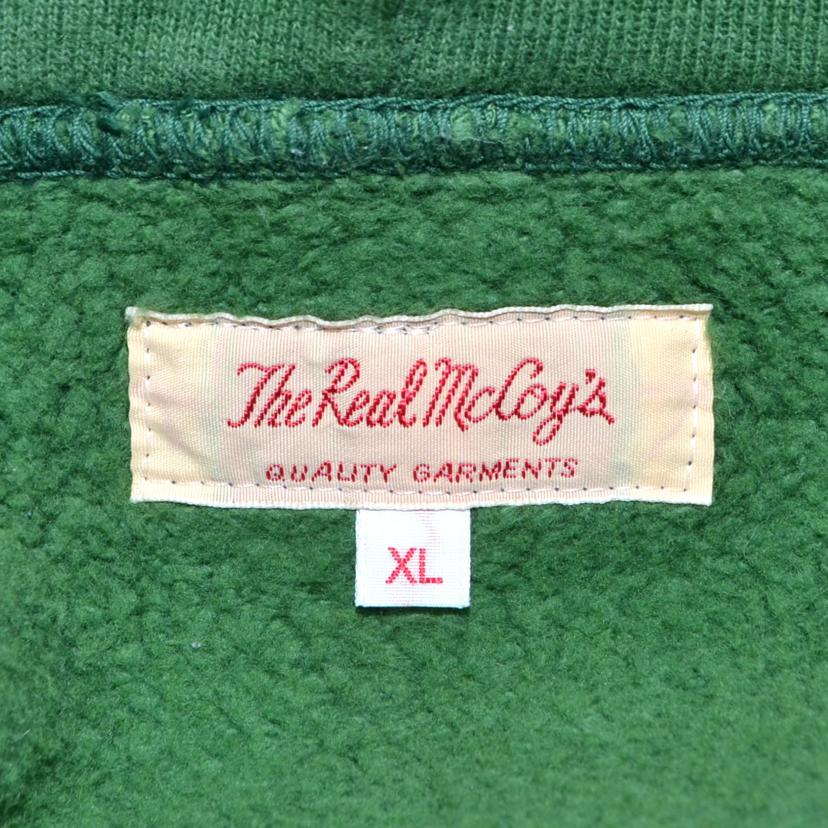 The Real McCoy's
QUALITY GARMENTS
XL